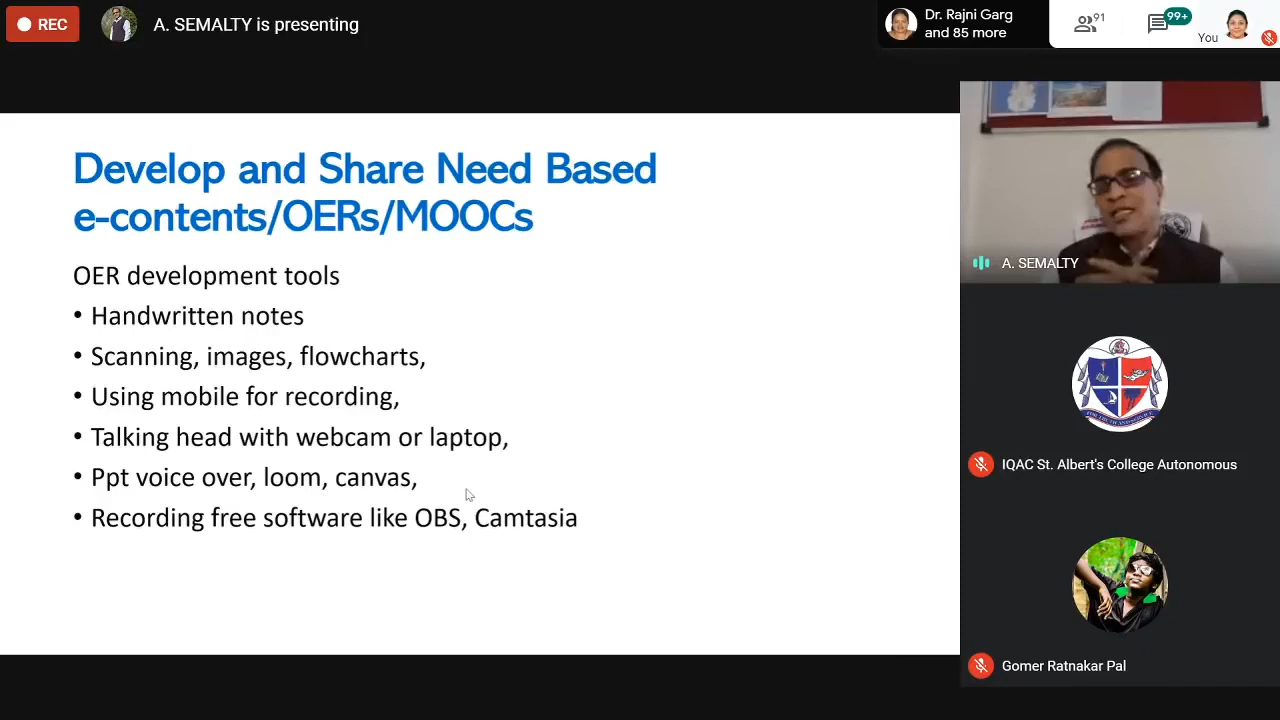 REC
A. SEMALTY is presenting
Dr. Rajni Garg
and 85 more
91
99+
You
Develop and Share Need Based
e-contents/OERs/MOOCs
OER development tools
• Handwritten notes
• Scanning, images, flowcharts,
• Using mobile for recording,
• Talking head with webcam or laptop,
• Ppt voice over, loom, canvas,
• Recording free software like OBS, Camtasia
A. SEMALTY
IQAC St. Albert's College Autonomous
Gomer Ratnakar Pal